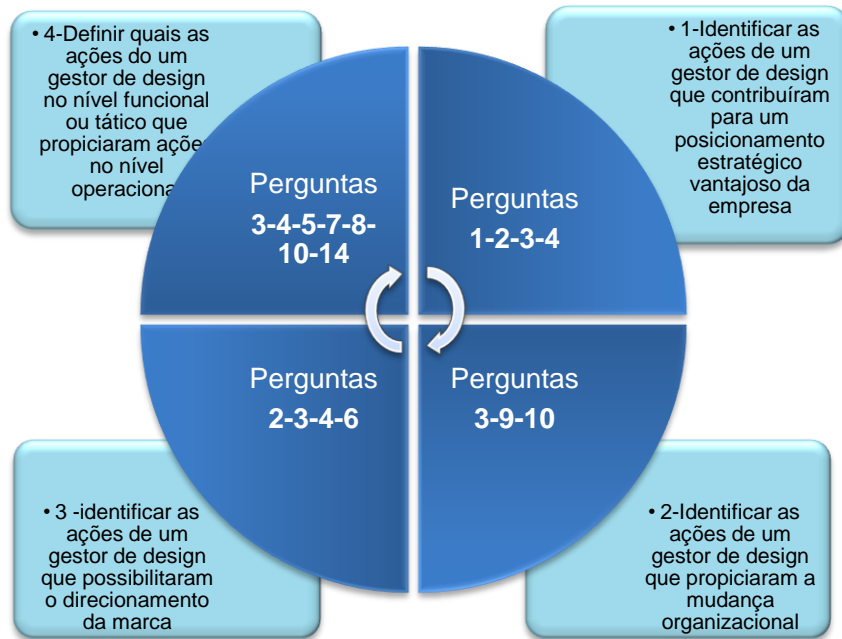 • 4-Definir quais as
ações do um
gestor de design
no nível funcional
ou tático que
propiciaram
no nível
• 1-Identificar as
ações de um
gestor de design
que contribuíram
para um
posicionamento
estratégico
vantajoso da
empresa
Perguntas
3-4-5-7-8-
10-14
Perguntas
1-2-3-4
Perguntas
2-3-4-6
Perguntas
3-9-10
• 3 -identificar as
ações de um
gestor de design
que possibilitaram
o direcionamento
da marca
• 2-Identificar as
ações de um
gestor de design
que propiciaram a
mudança
organizacional